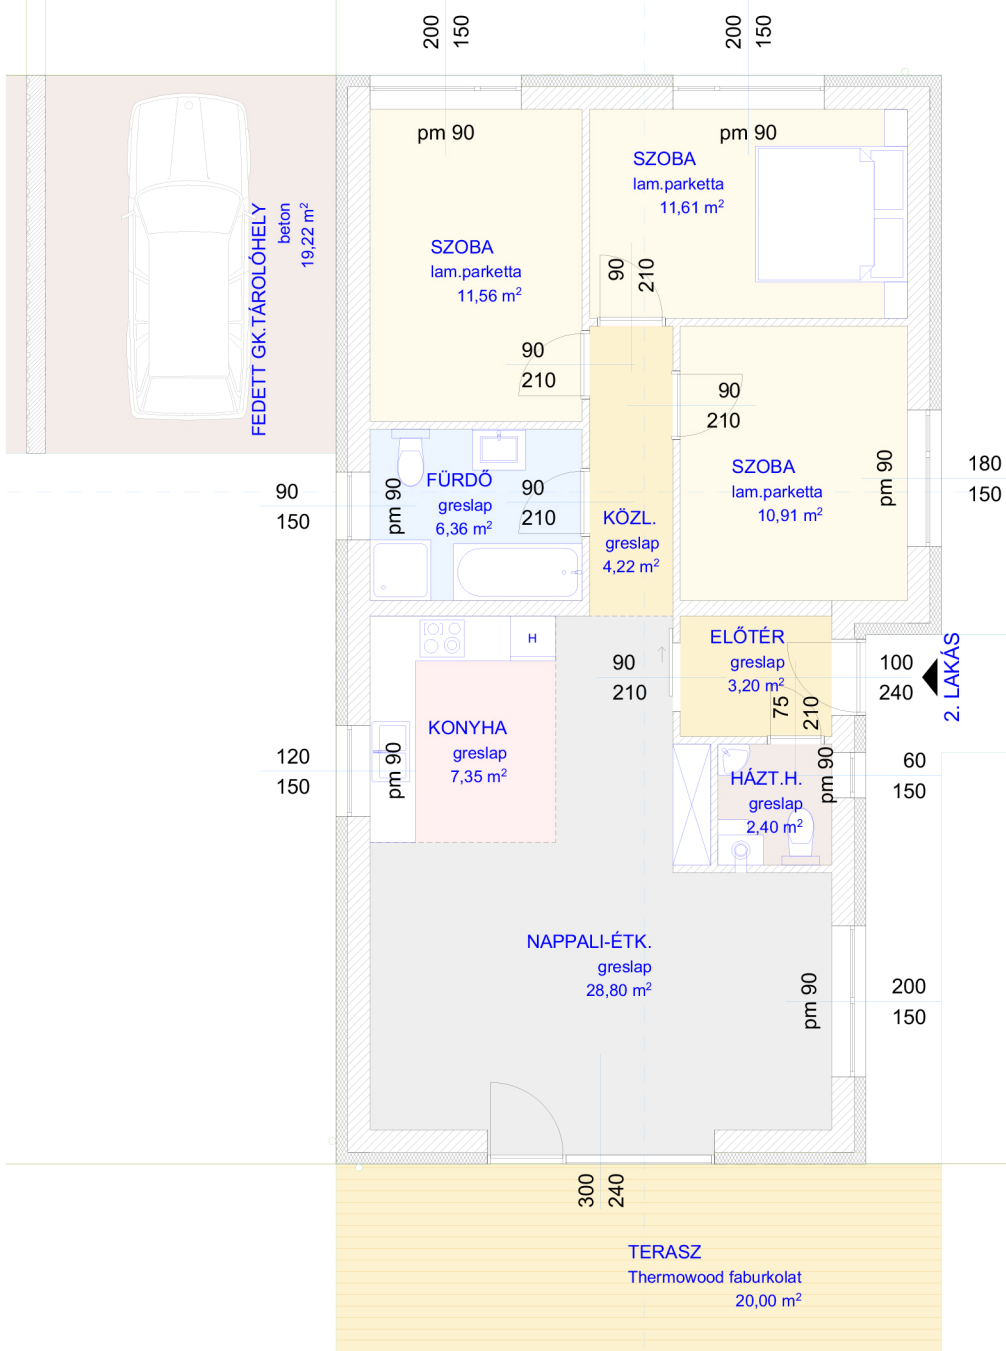 200
150
200
150
pm 90
pm 90
SZOBA
lam.parketta
11,61 m²
FEDETT GK.TÁROLÓHELY
beton
19,22 m²
SZOBA
lam.parketta
11,56 m²
90
210
90
210
90
210
SZOBA
lam.parketta
10,91 m²
pm 90
180
150
90
150
pm 90
FÜRDŐ
greslap
6,36 m²
90
210
KÖZL.
greslap
4,22 m²
H
90
210
ELŐTÉR
greslap
3,20 m²
75
210
100
240
2. LAKÁS
KONYHA
greslap
7,35 m²
120
150
pm 90
HÁZT.H.
greslap
2,40 m²
pm 90
60
150
NAPPALI-ÉTK.
greslap
28,80 m²
pm 90
200
150
300
240
TERASZ
Thermowood faburkolat
20,00 m²